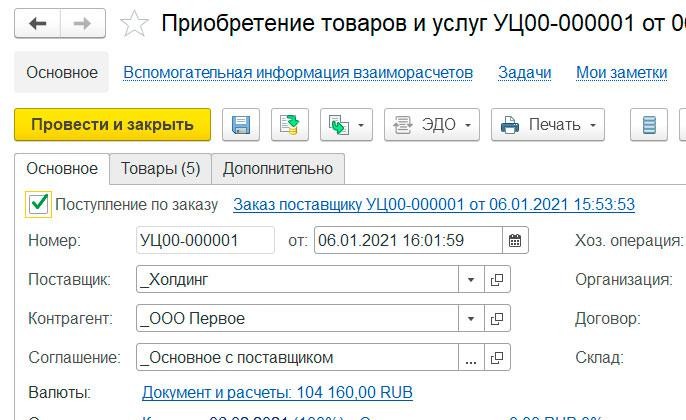 Приобретение товаров и услуг УЦ00-000001 от
Основное Вспомогательная информация взаиморасчетов Задачи Мои заметки
Провести и закрыть ЭДО Печать
Основное Товары (5) Дополнительно
Поступление по заказу Заказ поставщику УЦ00-000001 от 06.01.2021 15:53:53
Номер: УЦ00-000001 от: 06.01.2021 16:01:59 Хоз. операция:
Поставщик: _Холдинг Организация:
Контрагент: _ООО Первое Договор:
Соглашение: _Основное с поставщиком ... Склад:
Валюты: Документ и расчеты: 104 160,00 RUB